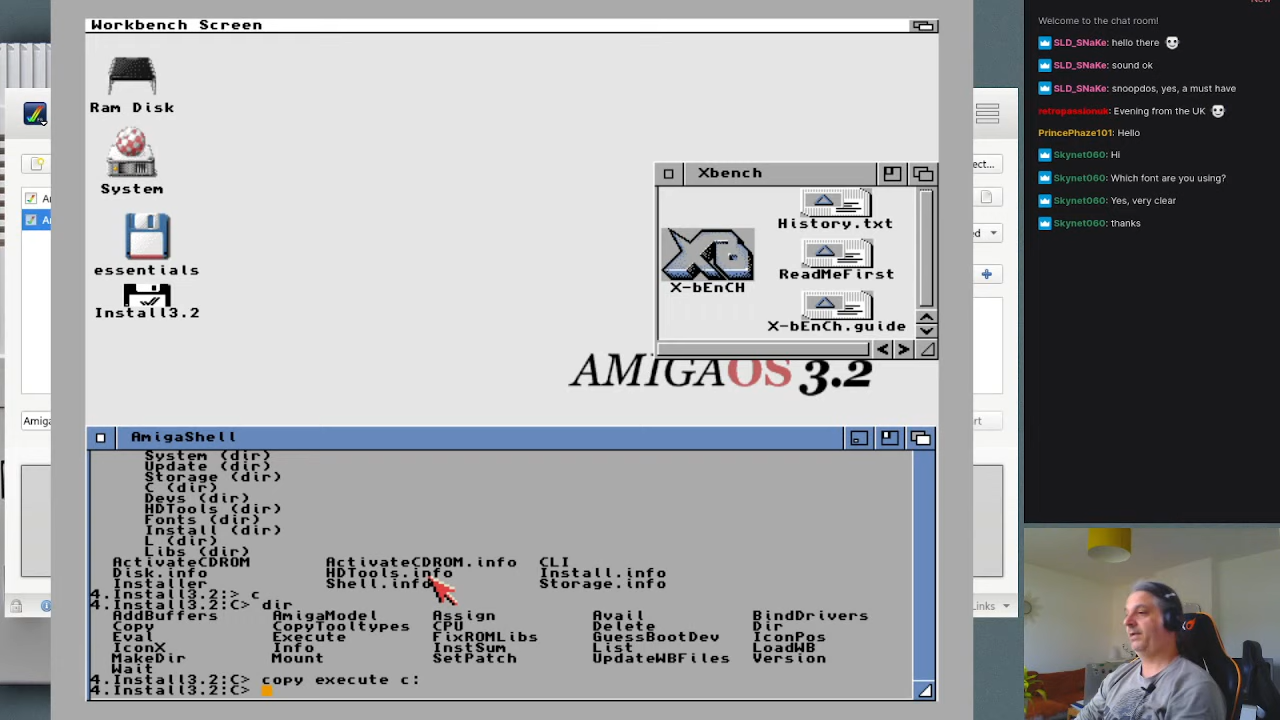 Workbench Screen
Ram Disk
System
essentials
Install3.2
Xbench
X-bEnCH
History.txt
ReadMeFirst
X-bEnCh.guide
AMIGAOS 3.2
AmigaShell
System (dir)
Update (dir)
Storage (dir)
C (dir)
Devs (dir)
HDTools (dir)
Fonts (dir)
Install (dir)
L (dir)
Libs (dir)
ActivateCDROM ActivateCDROM.info CLI
Disk.info HDTools.info Install.info
Installer Shell.info Storage.info
4.Install3.2:> c
4.Install3.2:C> dir
AddBuffers AmigaModel Assign Avail BindDrivers
Copy CopyTooltypes CPU Delete Dir
Eval Execute FixROMLibs GuessBootDev IconPos
IconX Info InstSum List LoadWB
MakeDir Mount SetPatch UpdateWBFiles Version
Wait
4.Install3.2:C> copy execute c:
4.Install3.2:C>
Amiga
Links
Welcome to the chat room!
SLD_SNaKe: hello there
SLD_SNaKe: sound ok
SLD_SNaKe: snoopdos, yes, a must have
retropassionuk: Evening from the UK
PrincePhaze101: Hello
Skynet060: Hi
Skynet060: Which font are you using?
Skynet060: Yes, very clear
Skynet060: thanks